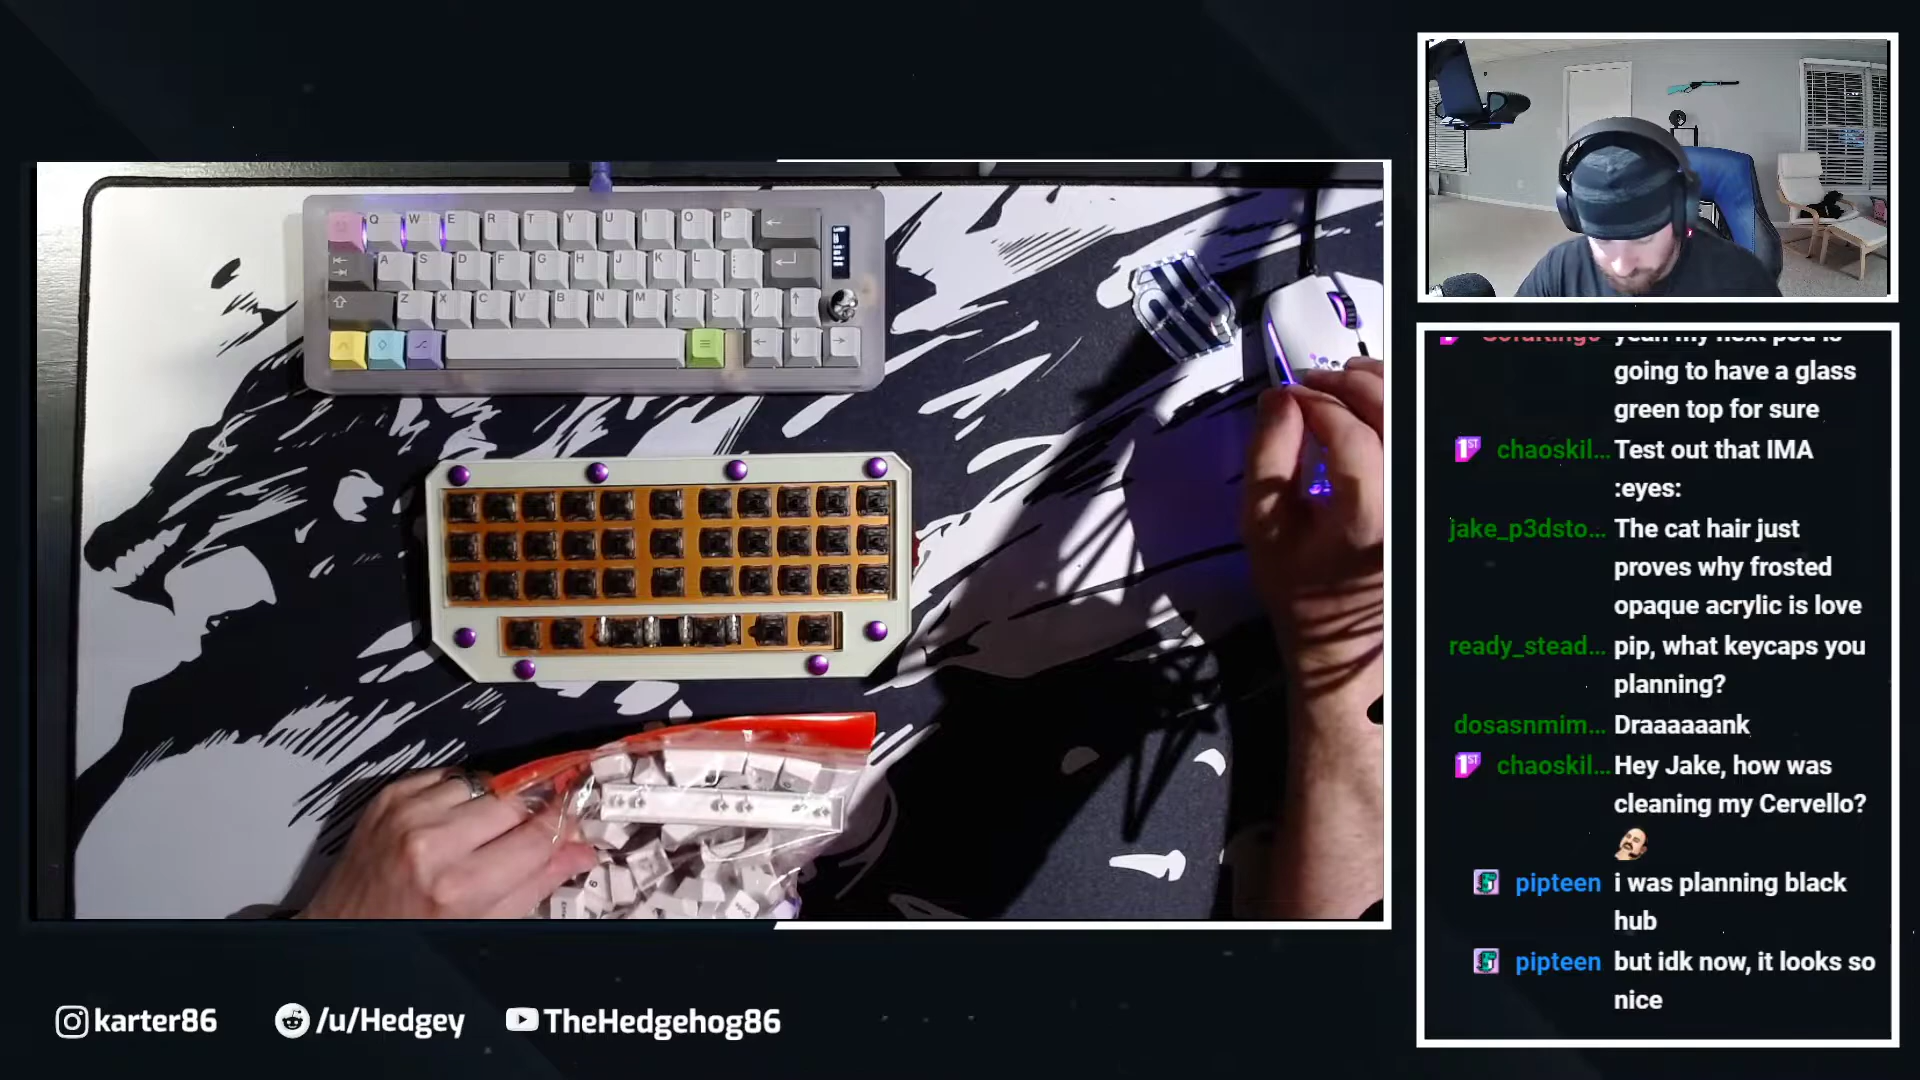 Q W E R T Y U I O P
A S D F G H J K L
Z X C V B N M
going to have a glass
green top for sure
chaoskil... Test out that IMA
:eyes:
jake_p3dsto... The cat hair just
proves why frosted
opaque acrylic is love
ready_stead... pip, what keycaps you
planning?
dosasnmim... Draaaaaank
1ST chaoskil... Hey Jake, how was
cleaning my Cervello?
pipteen i was planning black
hub
pipteen but idk now, it looks so
nice
karter86 /u/Hedgey TheHedgehog86